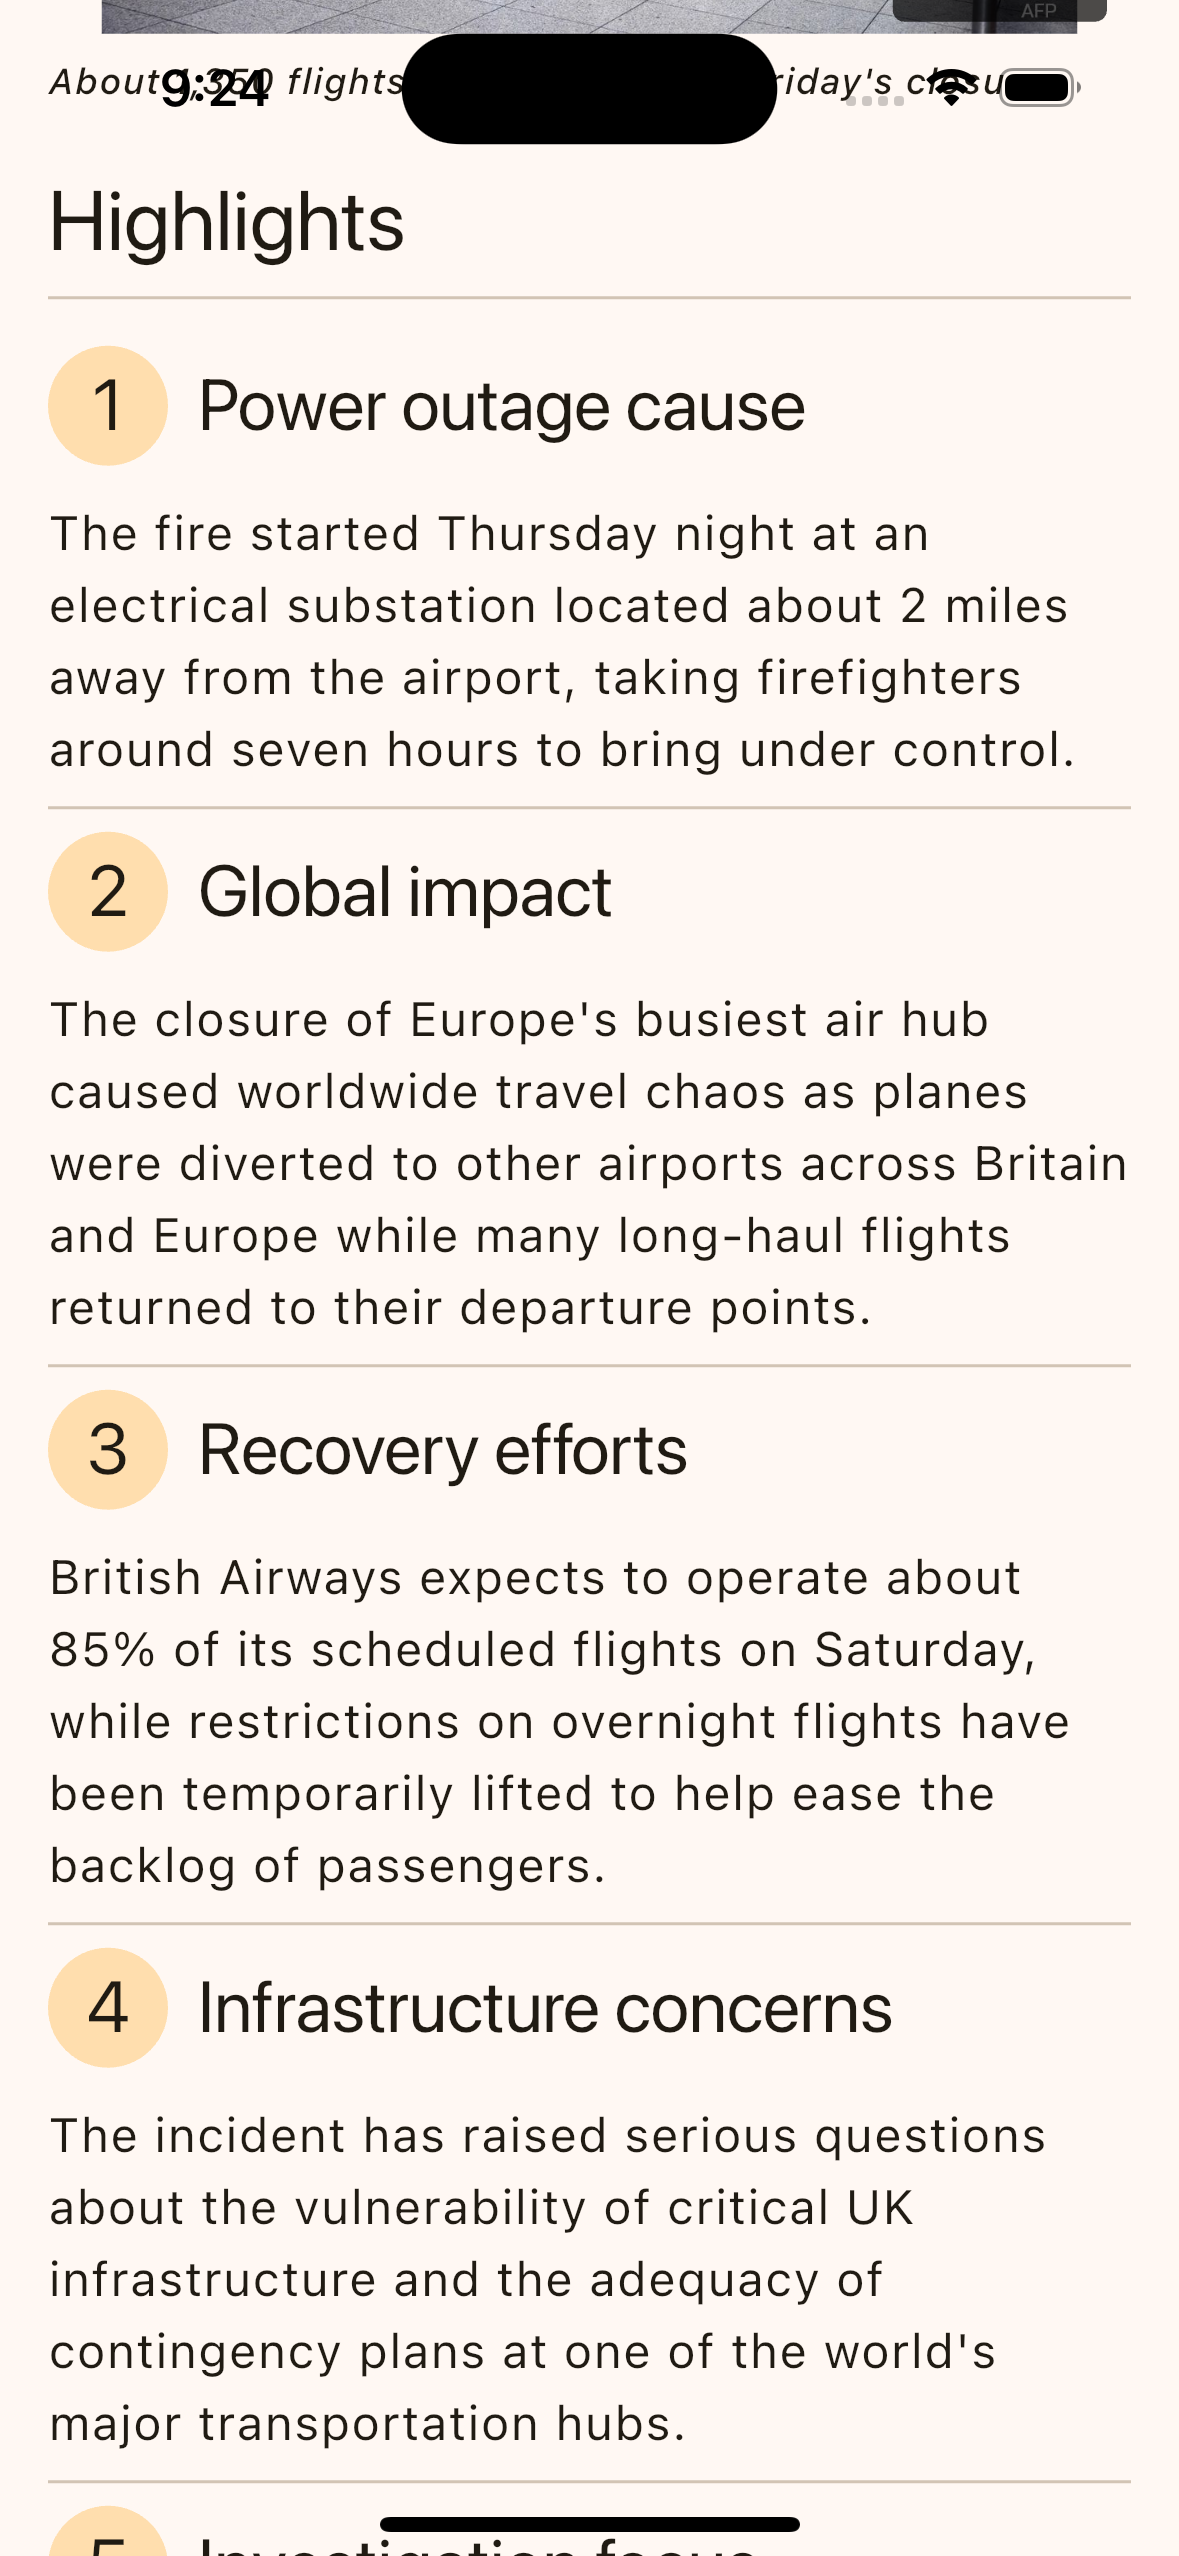 AFP
About 1,350 flights riday's closu
9:24
Highlights
1 Power outage cause
The fire started Thursday night at an
electrical substation located about 2 miles
away from the airport, taking firefighters
around seven hours to bring under control.
2 Global impact
The closure of Europe's busiest air hub
caused worldwide travel chaos as planes
were diverted to other airports across Britain
and Europe while many long-haul flights
returned to their departure points.
3 Recovery efforts
British Airways expects to operate about
85% of its scheduled flights on Saturday,
while restrictions on overnight flights have
been temporarily lifted to help ease the
backlog of passengers.
4 Infrastructure concerns
The incident has raised serious questions
about the vulnerability of critical UK
infrastructure and the adequacy of
contingency plans at one of the world's
major transportation hubs.
5 Investigation focus